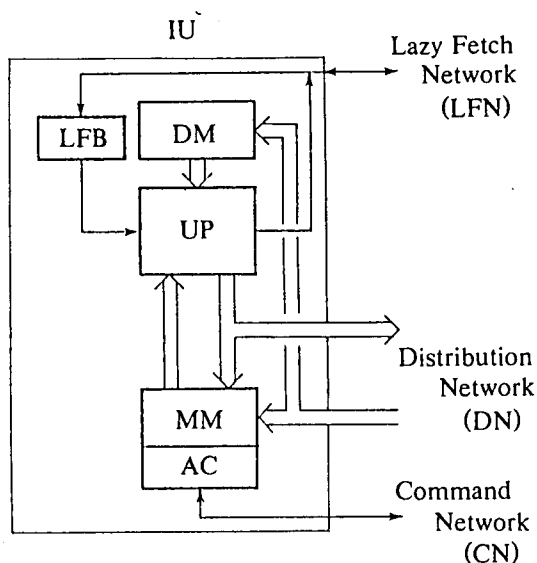 IU
Lazy Fetch
Network
(LFN)
LFB
DM
UP
Distribution
Network
(DN)
MM
AC
Command
Network
(CN)